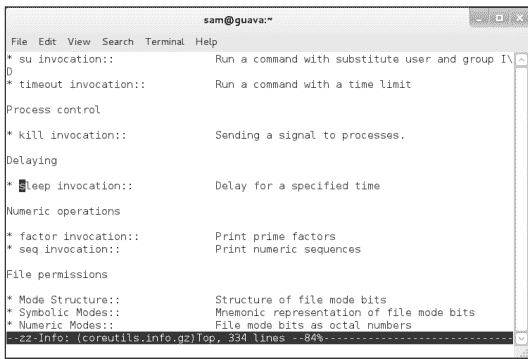 sam@guava:~
File Edit View Search Terminal Help
* su invocation:: Run a command with substitute user and group I\
D
* timeout invocation:: Run a command with a time limit
Process control
* kill invocation:: Sending a signal to processes.
Delaying
* sleep invocation:: Delay for a specified time
Numeric operations
* factor invocation:: Print prime factors
* seq invocation:: Print numeric sequences
File permissions
* Mode Structure:: Structure of file mode bits
* Symbolic Modes:: Mnemonic representation of file mode bits
* Numeric Modes:: File mode bits as octal numbers
--zz-Info: (coreutils.info.gz)Top, 334 lines --84%-----------------------------